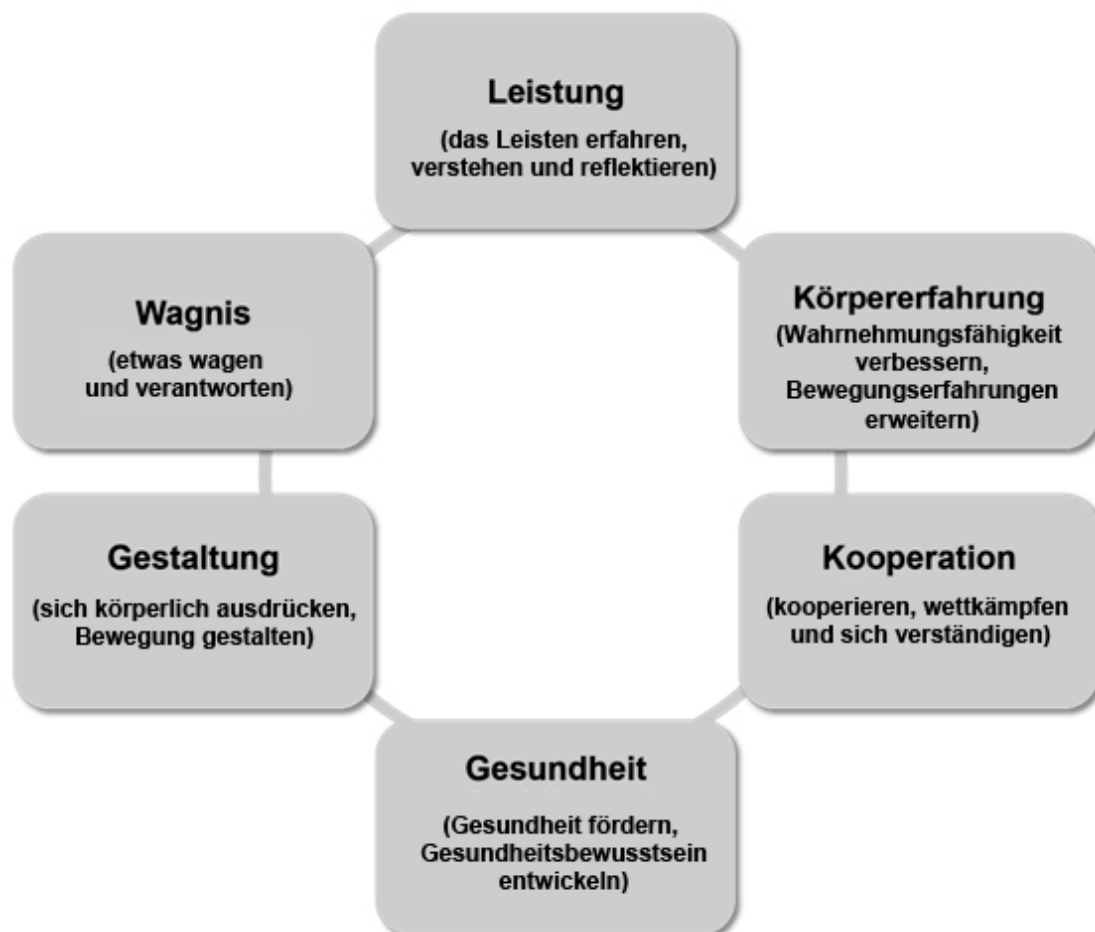 Leistung
(das Leisten erfahren,
verstehen und reflektieren)
Wagnis
(etwas wagen
und verantworten)
Körpererfahrung
(Wahrnehmungsfähigkeit
verbessern,
Bewegungserfahrungen
erweitern)
Gestaltung
(sich körperlich ausdrücken,
Bewegung gestalten)
Kooperation
(kooperieren, wettkämpfen
und sich verständigen)
Gesundheit
(Gesundheit fördern,
Gesundheitsbewusstsein
entwickeln)